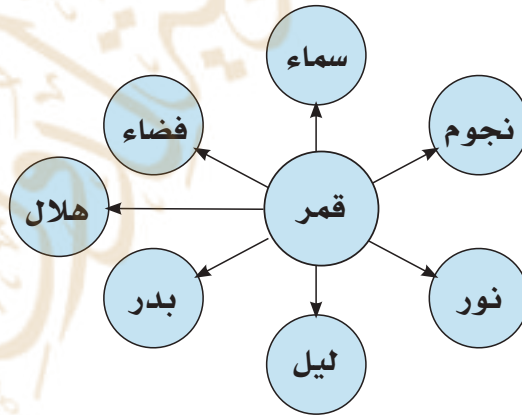 سماء
نجوم
فضاء
قمر
هلال
نور
بدر
ليل